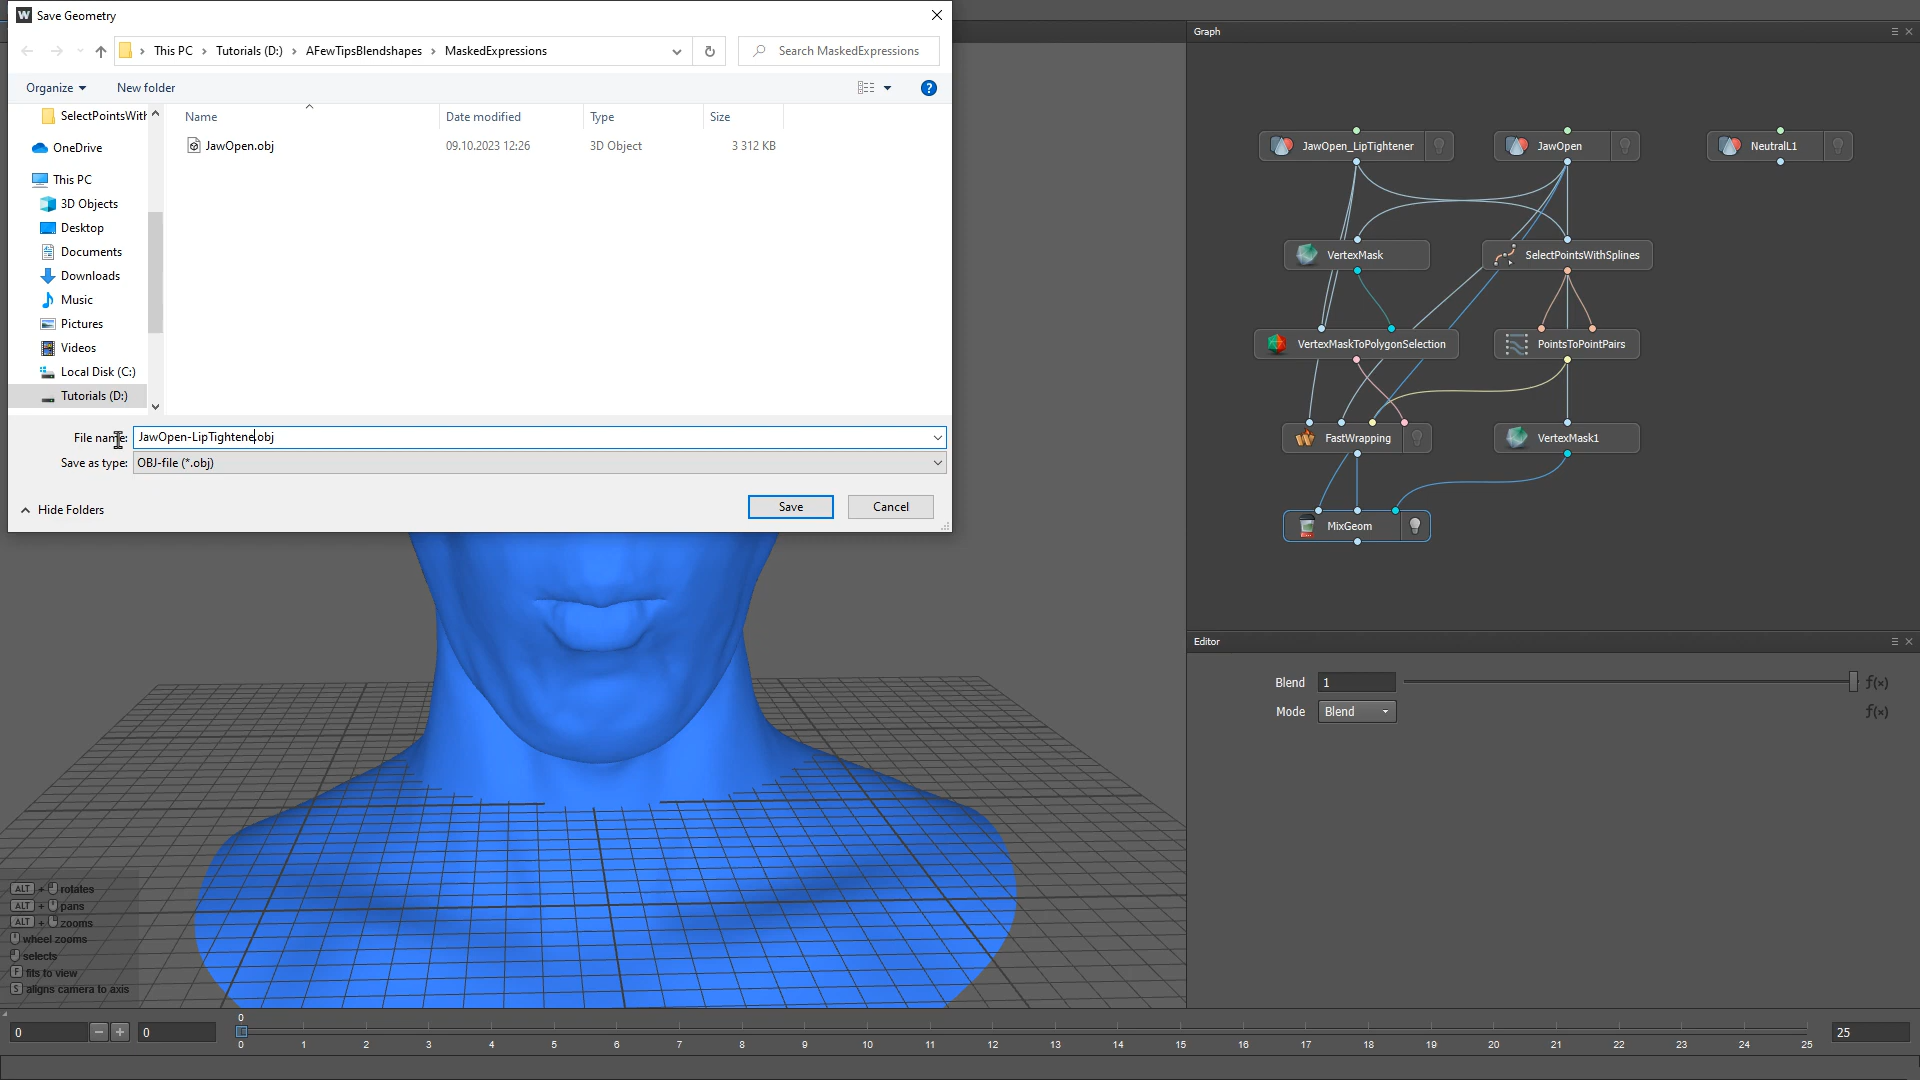 Save Geometry
This PC
Tutorials (D:)
AFewTipsBlendshapes
MaskedExpressions
Search MaskedExpressions
Organize
New folder
SelectPointsWith
OneDrive
This PC
3D Objects
Desktop
Documents
Downloads
Music
Pictures
Videos
Local Disk (C:)
Tutorials (D:)
Name
Date modified
Type
Size
JawOpen.obj
09.10.2023 12:26
3D Object
3 312 KB
File name:
JawOpen-LipTightene.obj
Save as type:
OBJ-file (*.obj)
Hide Folders
Save
Cancel
Graph
JawOpen_LipTightener
JawOpen
NeutralL1
VertexMask
SelectPointsWithSplines
VertexMaskToPolygonSelection
PointsToPointPairs
FastWrapping
VertexMask1
MixGeom
Editor
Blend
1
f(x)
Mode
Blend
f(x)
ALT + rotates
ALT + pans
ALT + zooms
wheel zooms
selects
F fits to view
S aligns camera to axis
0
0
0
0 1 2 3 4 5 6 7 8 9 10 11 12 13 14 15 16 17 18 19 20 21 22 23 24 25
25